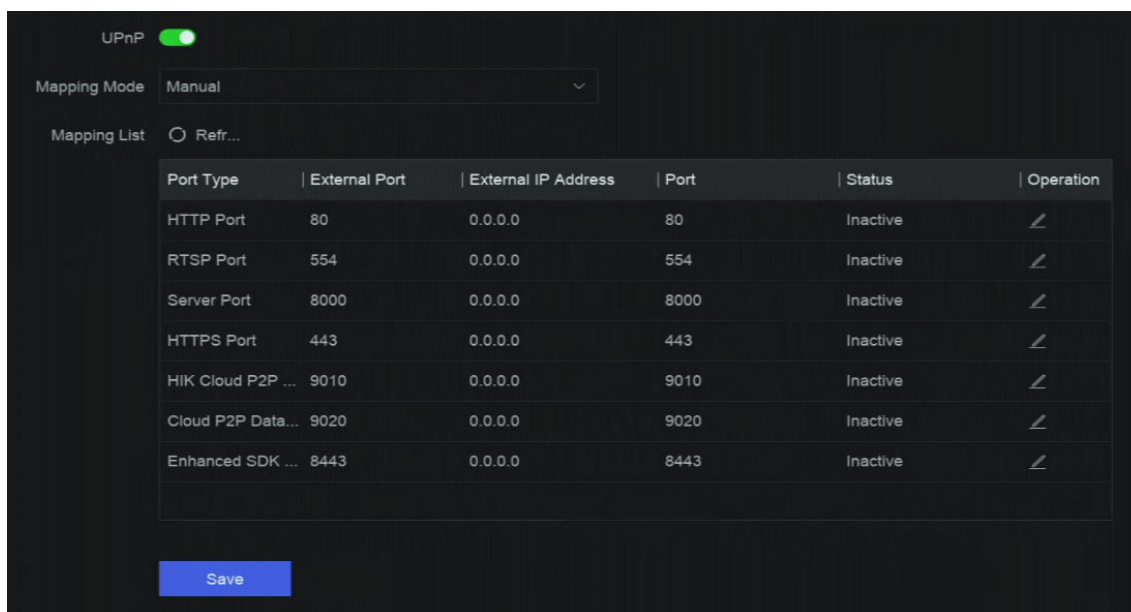 UPnP
Mapping Mode Manual
Mapping List Refr...
Port Type External Port External IP Address Port Status Operation
HTTP Port 80 0.0.0.0 80 Inactive
RTSP Port 554 0.0.0.0 554 Inactive
Server Port 8000 0.0.0.0 8000 Inactive
HTTPS Port 443 0.0.0.0 443 Inactive
HIK Cloud P2P ... 9010 0.0.0.0 9010 Inactive
Cloud P2P Data... 9020 0.0.0.0 9020 Inactive
Enhanced SDK ... 8443 0.0.0.0 8443 Inactive
Save